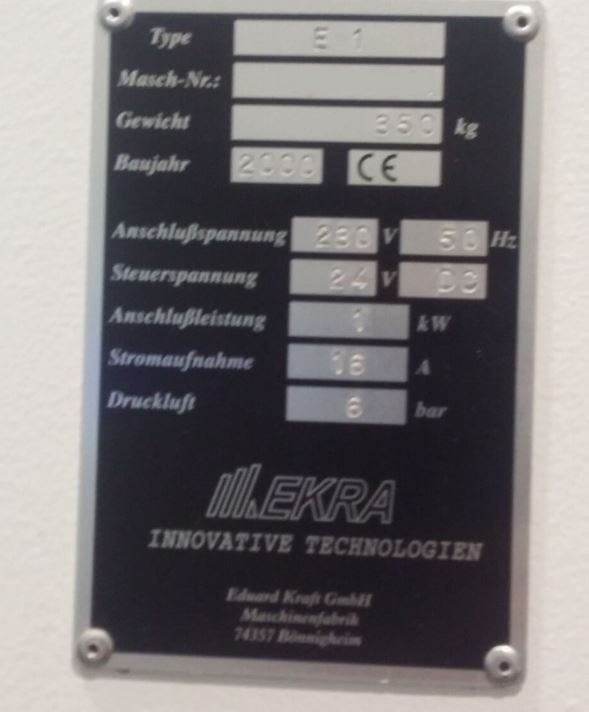 Type E 1
Masch-Nr.:
Gewicht 350 kg
Baujahr 2000 CE
Anschlußspannung 230 V 50 Hz
Steuerspannung 24 V DC
Anschlußleistung 1 kW
Stromaufnahme 16 A
Druckluft 6 bar
EKRA
INNOVATIVE TECHNOLOGIEN
Eduard Kraft GmbH
Maschinenfabrik
74357 Bönnigheim